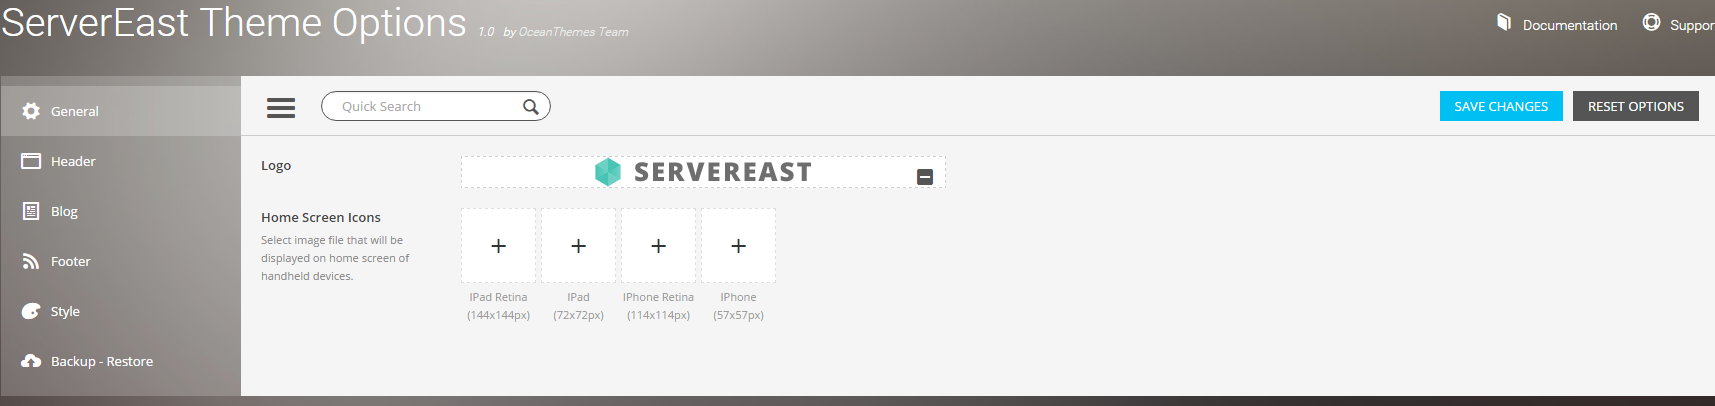 ServerEast Theme Options 1.0 by OceanThemes Team
Documentation
Suppor
General
Header
Blog
Footer
Style
Backup - Restore
Quick Search
SAVE CHANGES
RESET OPTIONS
Logo
SERVEREAST
Home Screen Icons
Select image file that will be
displayed on home screen of
handheld devices.
IPad Retina
(144x144px)
IPad
(72x72px)
IPhone Retina
(114x114px)
IPhone
(57x57px)